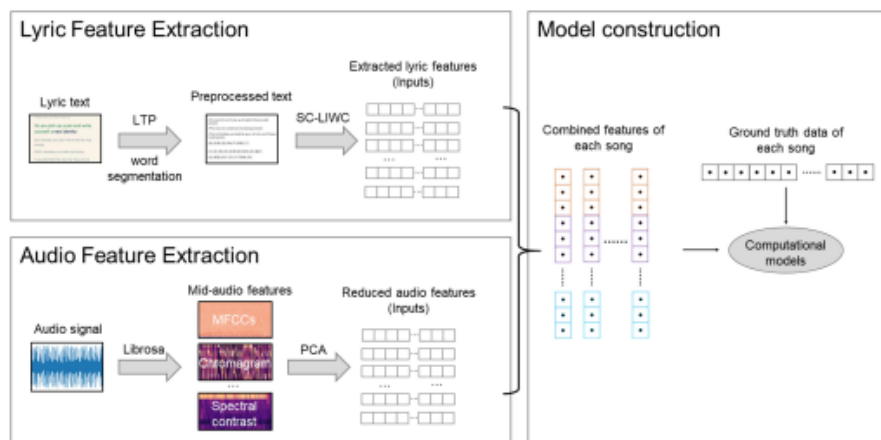 Lyric Feature Extraction
Lyric text
LTP
word
segmentation
Preprocessed text
SC-LIWC
Extracted lyric features
(Inputs)
Audio Feature Extraction
Audio signal
Librosa
Mid-audio features
MFCCs
Chromagram
...
Spectral
contrast
PCA
Reduced audio features
(Inputs)
Model construction
Combined features of
each song
Ground truth data of
each song
Computational
models